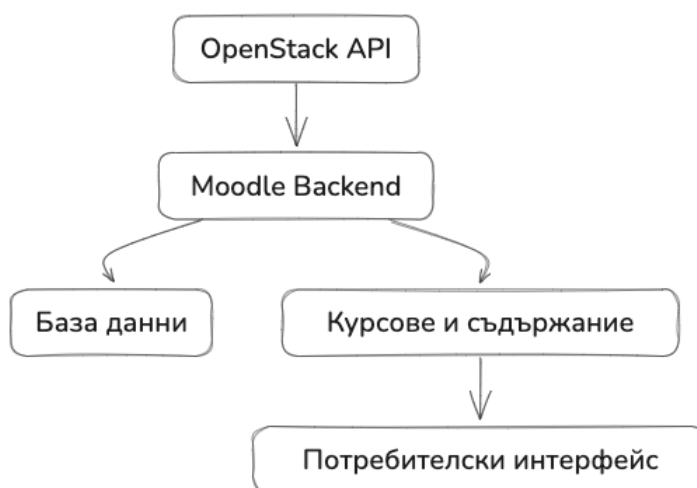 OpenStack API
Moodle Backend
База данни
Курсове и съдържание
Потребителски интерфейс